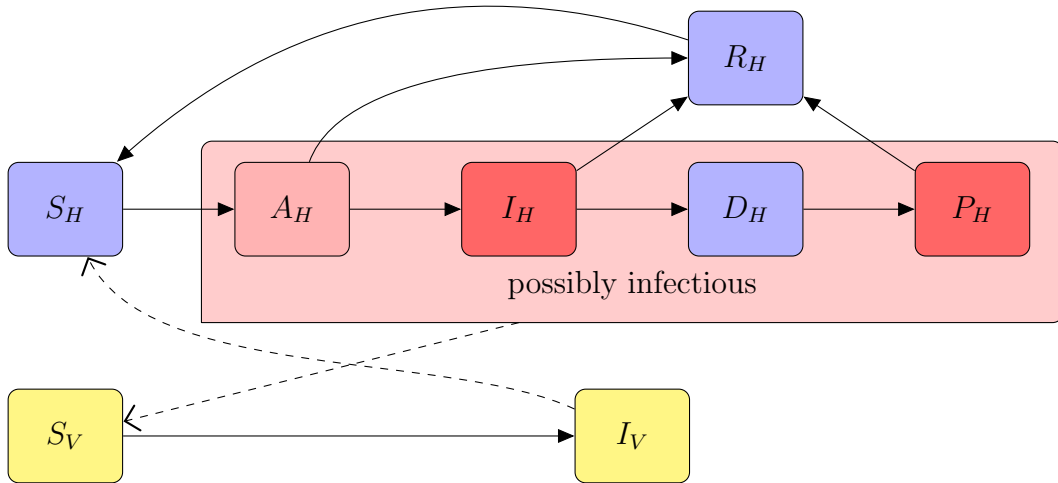 R_H
S_H
A_H
I_H
D_H
P_H
possibly infectious
S_V
I_V